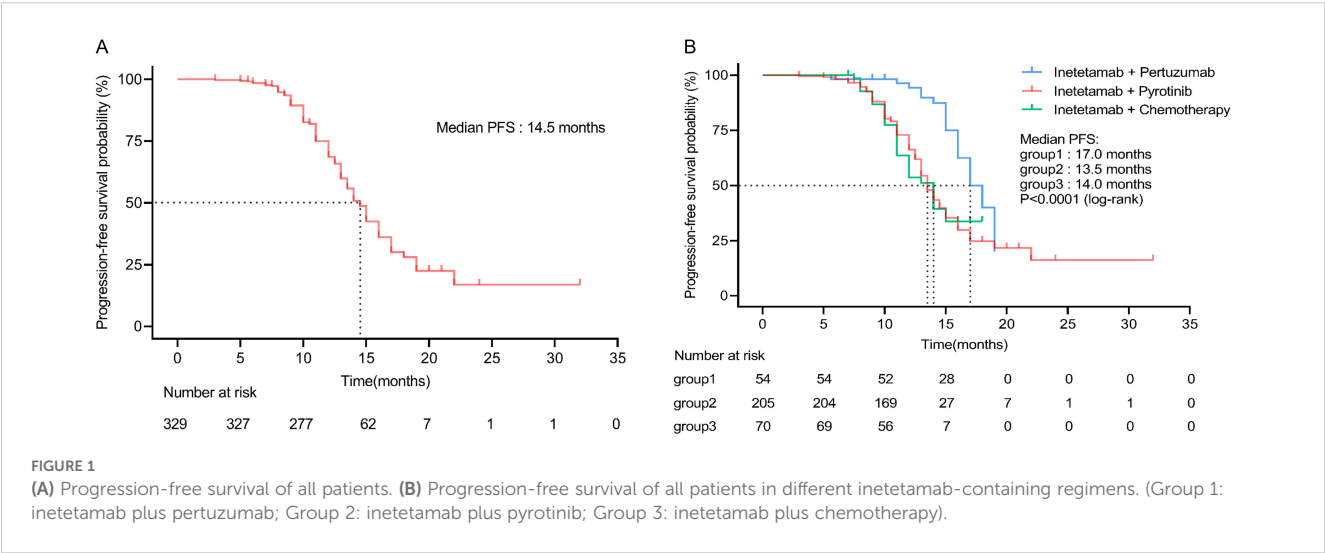 A
Progression-free survival probability (%)
100
75
50
25
0
Median PFS : 14.5 months
0 5 10 15 20 25 30 35
Time(months)
Number at risk
329 327 277 62 7 1 1 0
B
Progression-free survival probability (%)
100
75
50
25
0
Inetetamab + Pertuzumab
Inetetamab + Pyrotinib
Inetetamab + Chemotherapy
Median PFS:
group1 : 17.0 months
group2 : 13.5 months
group3 : 14.0 months
P<0.0001 (log-rank)
0 5 10 15 20 25 30 35
Time(months)
Number at risk
group1 54 54 52 28 0 0 0 0
group2 205 204 169 27 7 1 1 0
group3 70 69 56 7 0 0 0 0
FIGURE 1
(A) Progression-free survival of all patients. (B) Progression-free survival of all patients in different inetetamab-containing regimens. (Group 1:
inetetamab plus pertuzumab; Group 2: inetetamab plus pyrotinib; Group 3: inetetamab plus chemotherapy).